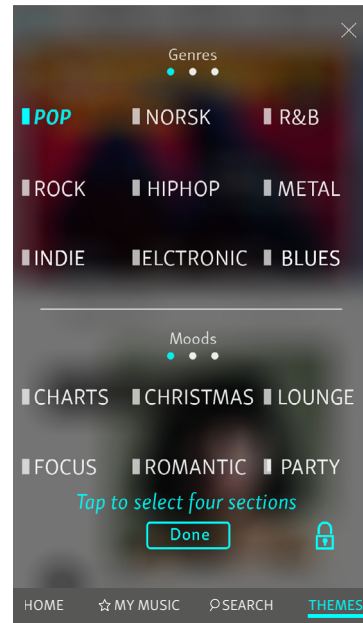 Genres
POP NORSK R&B
ROCK HIPHOP METAL
INDIE ELCTRONIC BLUES
Moods
CHARTS CHRISTMAS LOUNGE
FOCUS ROMANTIC PARTY
Tap to select four sections
Done
HOME MY MUSIC SEARCH THEMES